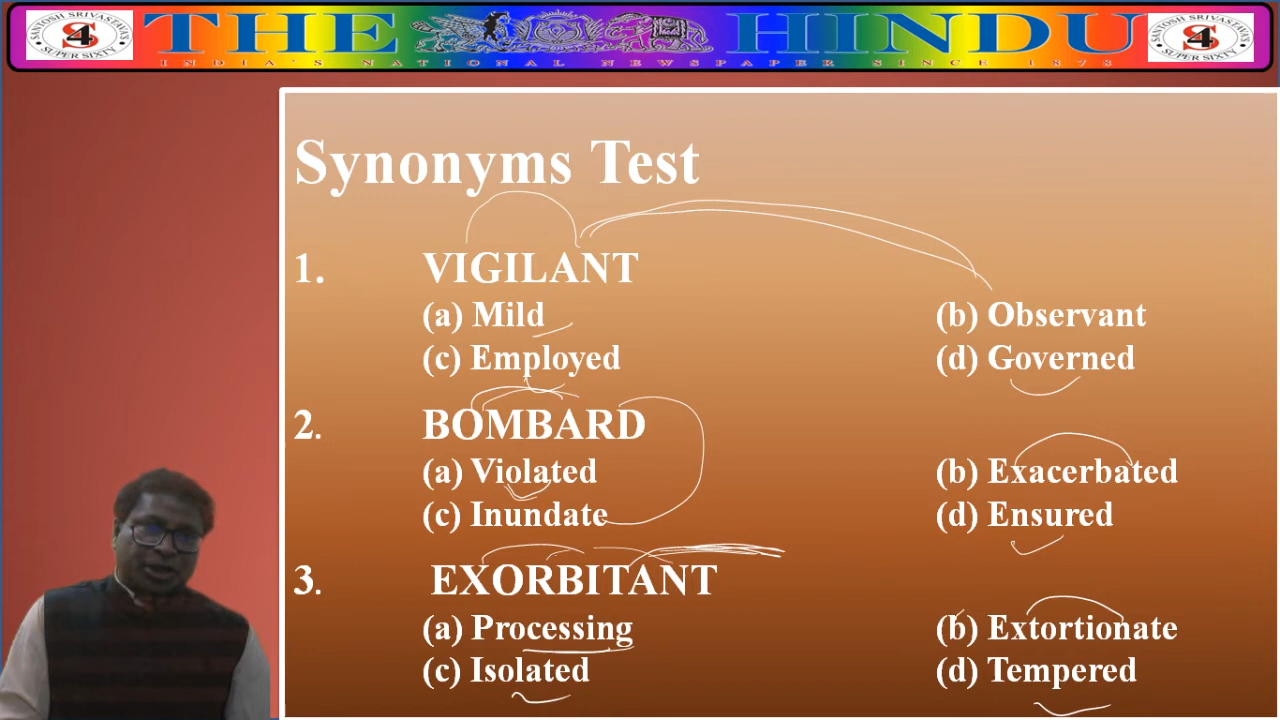 SANTOSH SRIVASTAVA'S S4 SUPER SIXTY
THE HINDU
INDIA'S NATIONAL NEWSPAPER SINCE 1878
SANTOSH SRIVASTAVA'S S4 SUPER SIXTY
Synonyms Test
1. VIGILANT
(a) Mild (b) Observant
(c) Employed (d) Governed
2. BOMBARD
(a) Violated (b) Exacerbated
(c) Inundate (d) Ensured
3. EXORBITANT
(a) Processing (b) Extortionate
(c) Isolated (d) Tempered